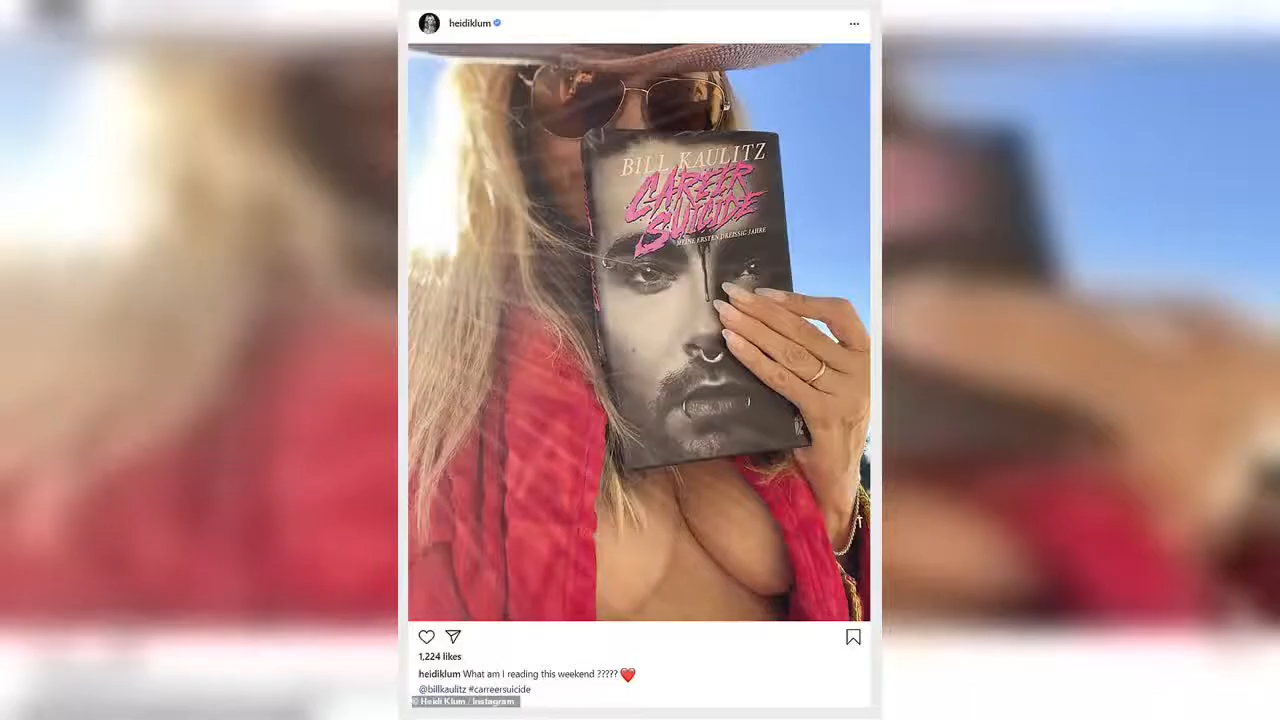 heidiklum
BILL KAULITZ
CAREER
SUICIDE
MEINE ERSTEN DREISSIG JAHRE
1,224 likes
heidiklum What am I reading this weekend ?????
@billkaulitz #carreersuicide
© Heidi Klum / Instagram